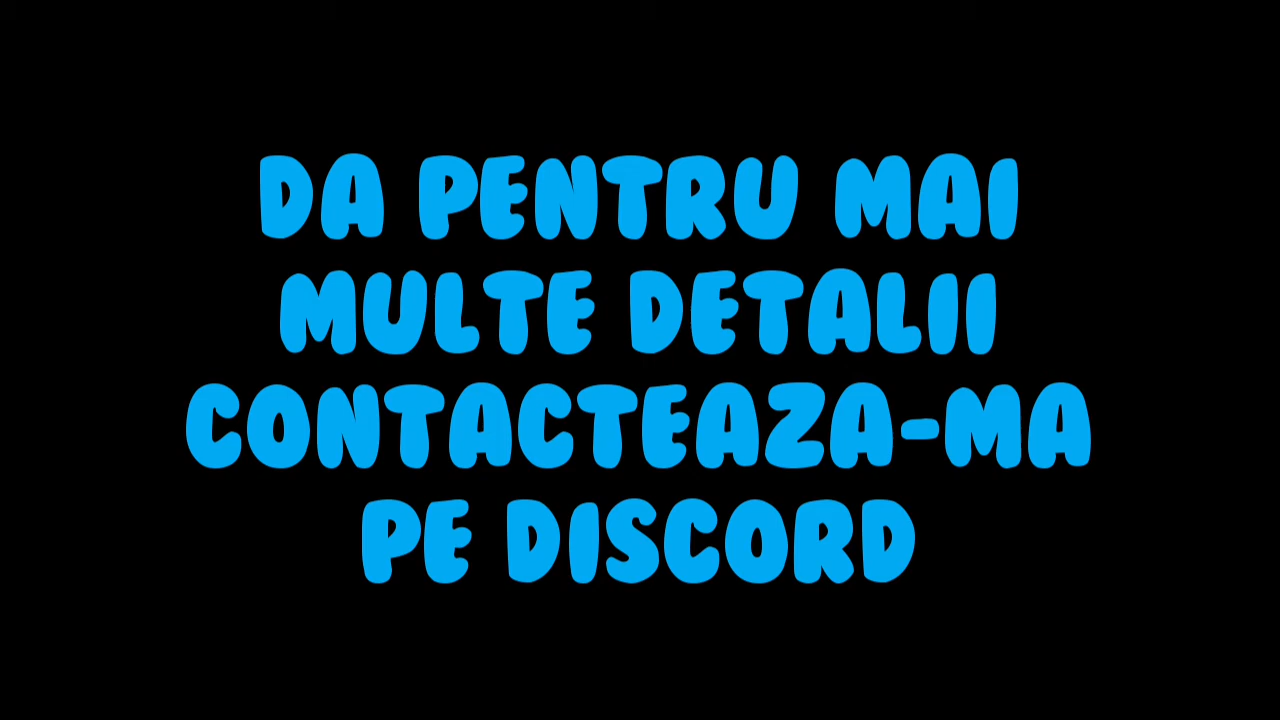 DA PENTRU MAI
MULTE DETALII
CONTACTEAZA-MA
PE DISCORD